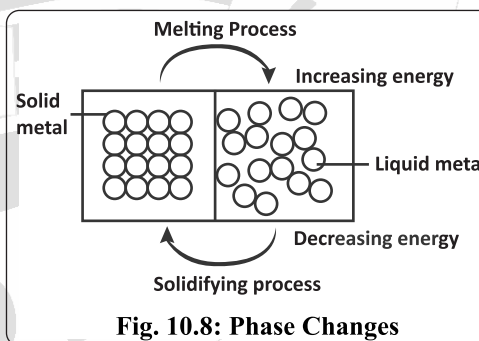 Melting Process
Increasing energy
Solid
metal
Liquid meta
Decreasing energy
Solidifying process
Fig. 10.8: Phase Changes